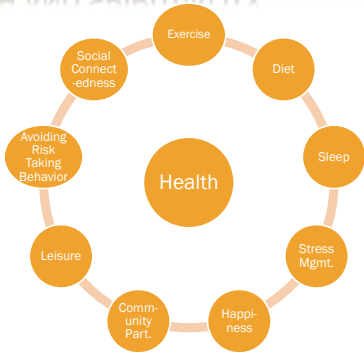 Exercise
Diet
Sleep
Stress
Mgmt.
Happi-
ness
Comm-
unity
Part.
Leisure
Avoiding
Risk
Taking
Behavior
Social
Connect
-edness
Health